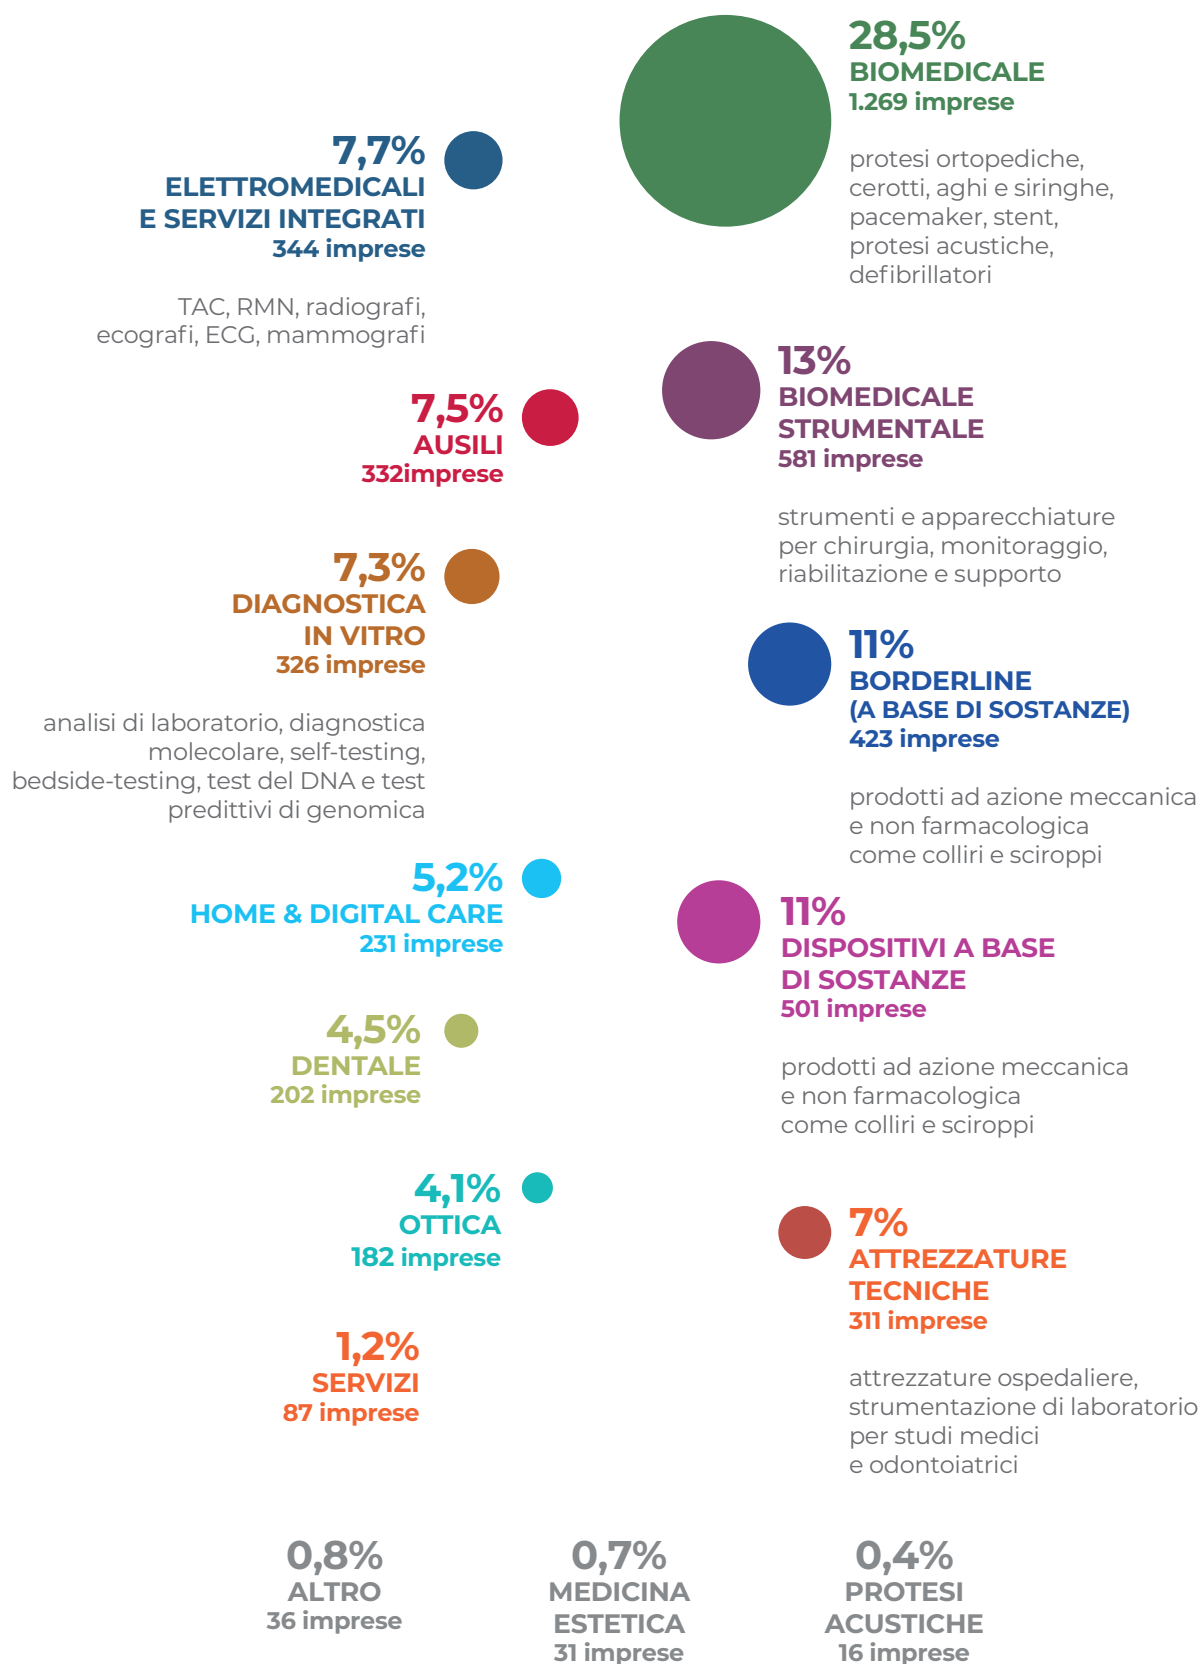 28,5%
BIOMEDICALE
1.269 imprese
protesi ortopediche,
cerotti, aghi e siringhe,
pacemaker, stent,
protesi acustiche,
defibrillatori
7,7%
ELETTROMEDICALI
E SERVIZI INTEGRATI
344 imprese
TAC, RMN, radiografi,
ecografi, ECG, mammografi
13%
BIOMEDICALE
STRUMENTALE
581 imprese
strumenti e apparecchiature
per chirurgia, monitoraggio,
riabilitazione e supporto
7,5%
AUSILI
332imprese
7,3%
DIAGNOSTICA
IN VITRO
326 imprese
analisi di laboratorio, diagnostica
molecolare, self-testing,
bedside-testing, test del DNA e test
predittivi di genomica
11%
BORDERLINE
(A BASE DI SOSTANZE)
423 imprese
prodotti ad azione meccanica
e non farmacologica
come colliri e sciroppi
5,2%
HOME & DIGITAL CARE
231 imprese
11%
DISPOSITIVI A BASE
DI SOSTANZE
501 imprese
prodotti ad azione meccanica
e non farmacologica
come colliri e sciroppi
4,5%
DENTALE
202 imprese
4,1%
OTTICA
182 imprese
7%
ATTREZZATURE
TECNICHE
311 imprese
attrezzature ospedaliere,
strumentazione di laboratorio
per studi medici
e odontoiatrici
1,2%
SERVIZI
87 imprese
0,8%
ALTRO
36 imprese
0,7%
MEDICINA
ESTETICA
31 imprese
0,4%
PROTESI
ACUSTICHE
16 imprese